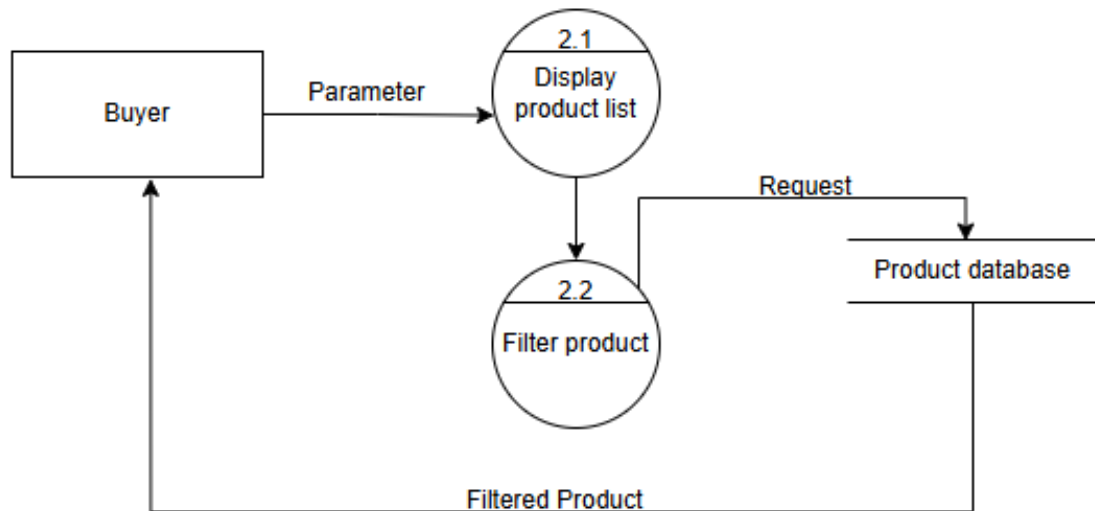 2.1
Display
product list
Buyer
Parameter
Request
Product database
2.2
Filter product
Filtered Product